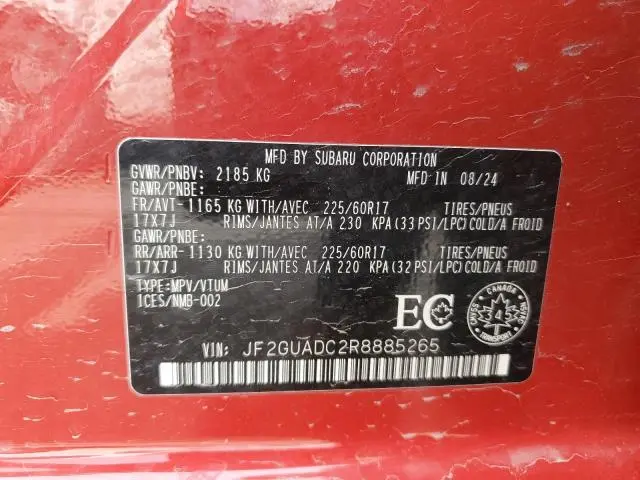 MFD BY SUBARU CORPORATION
GVWR/PNBV: 2185 KG MFD IN 08/24
GAWR/PNBE:
FR/AVT-1165 KG WITH/AVEC 225/60R17 TIRES/PNEUS
17X7J RIMS/JANTES AT/A 230 KPA (33 PSI/LPC) COLD/A FROID
GAWR/PNBE:
RR/ARR-1130 KG WITH/AVEC 225/60R17 TIRES/PNEUS
17X7J RIMS/JANTES AT/A 220 KPA (32 PSI/LPC) COLD/A FROID
TYPE:MPV/VTUM
ICES/NMB-002
EC
CANADA
TRANSPORT
VIN: JF2GUADC2R8885265